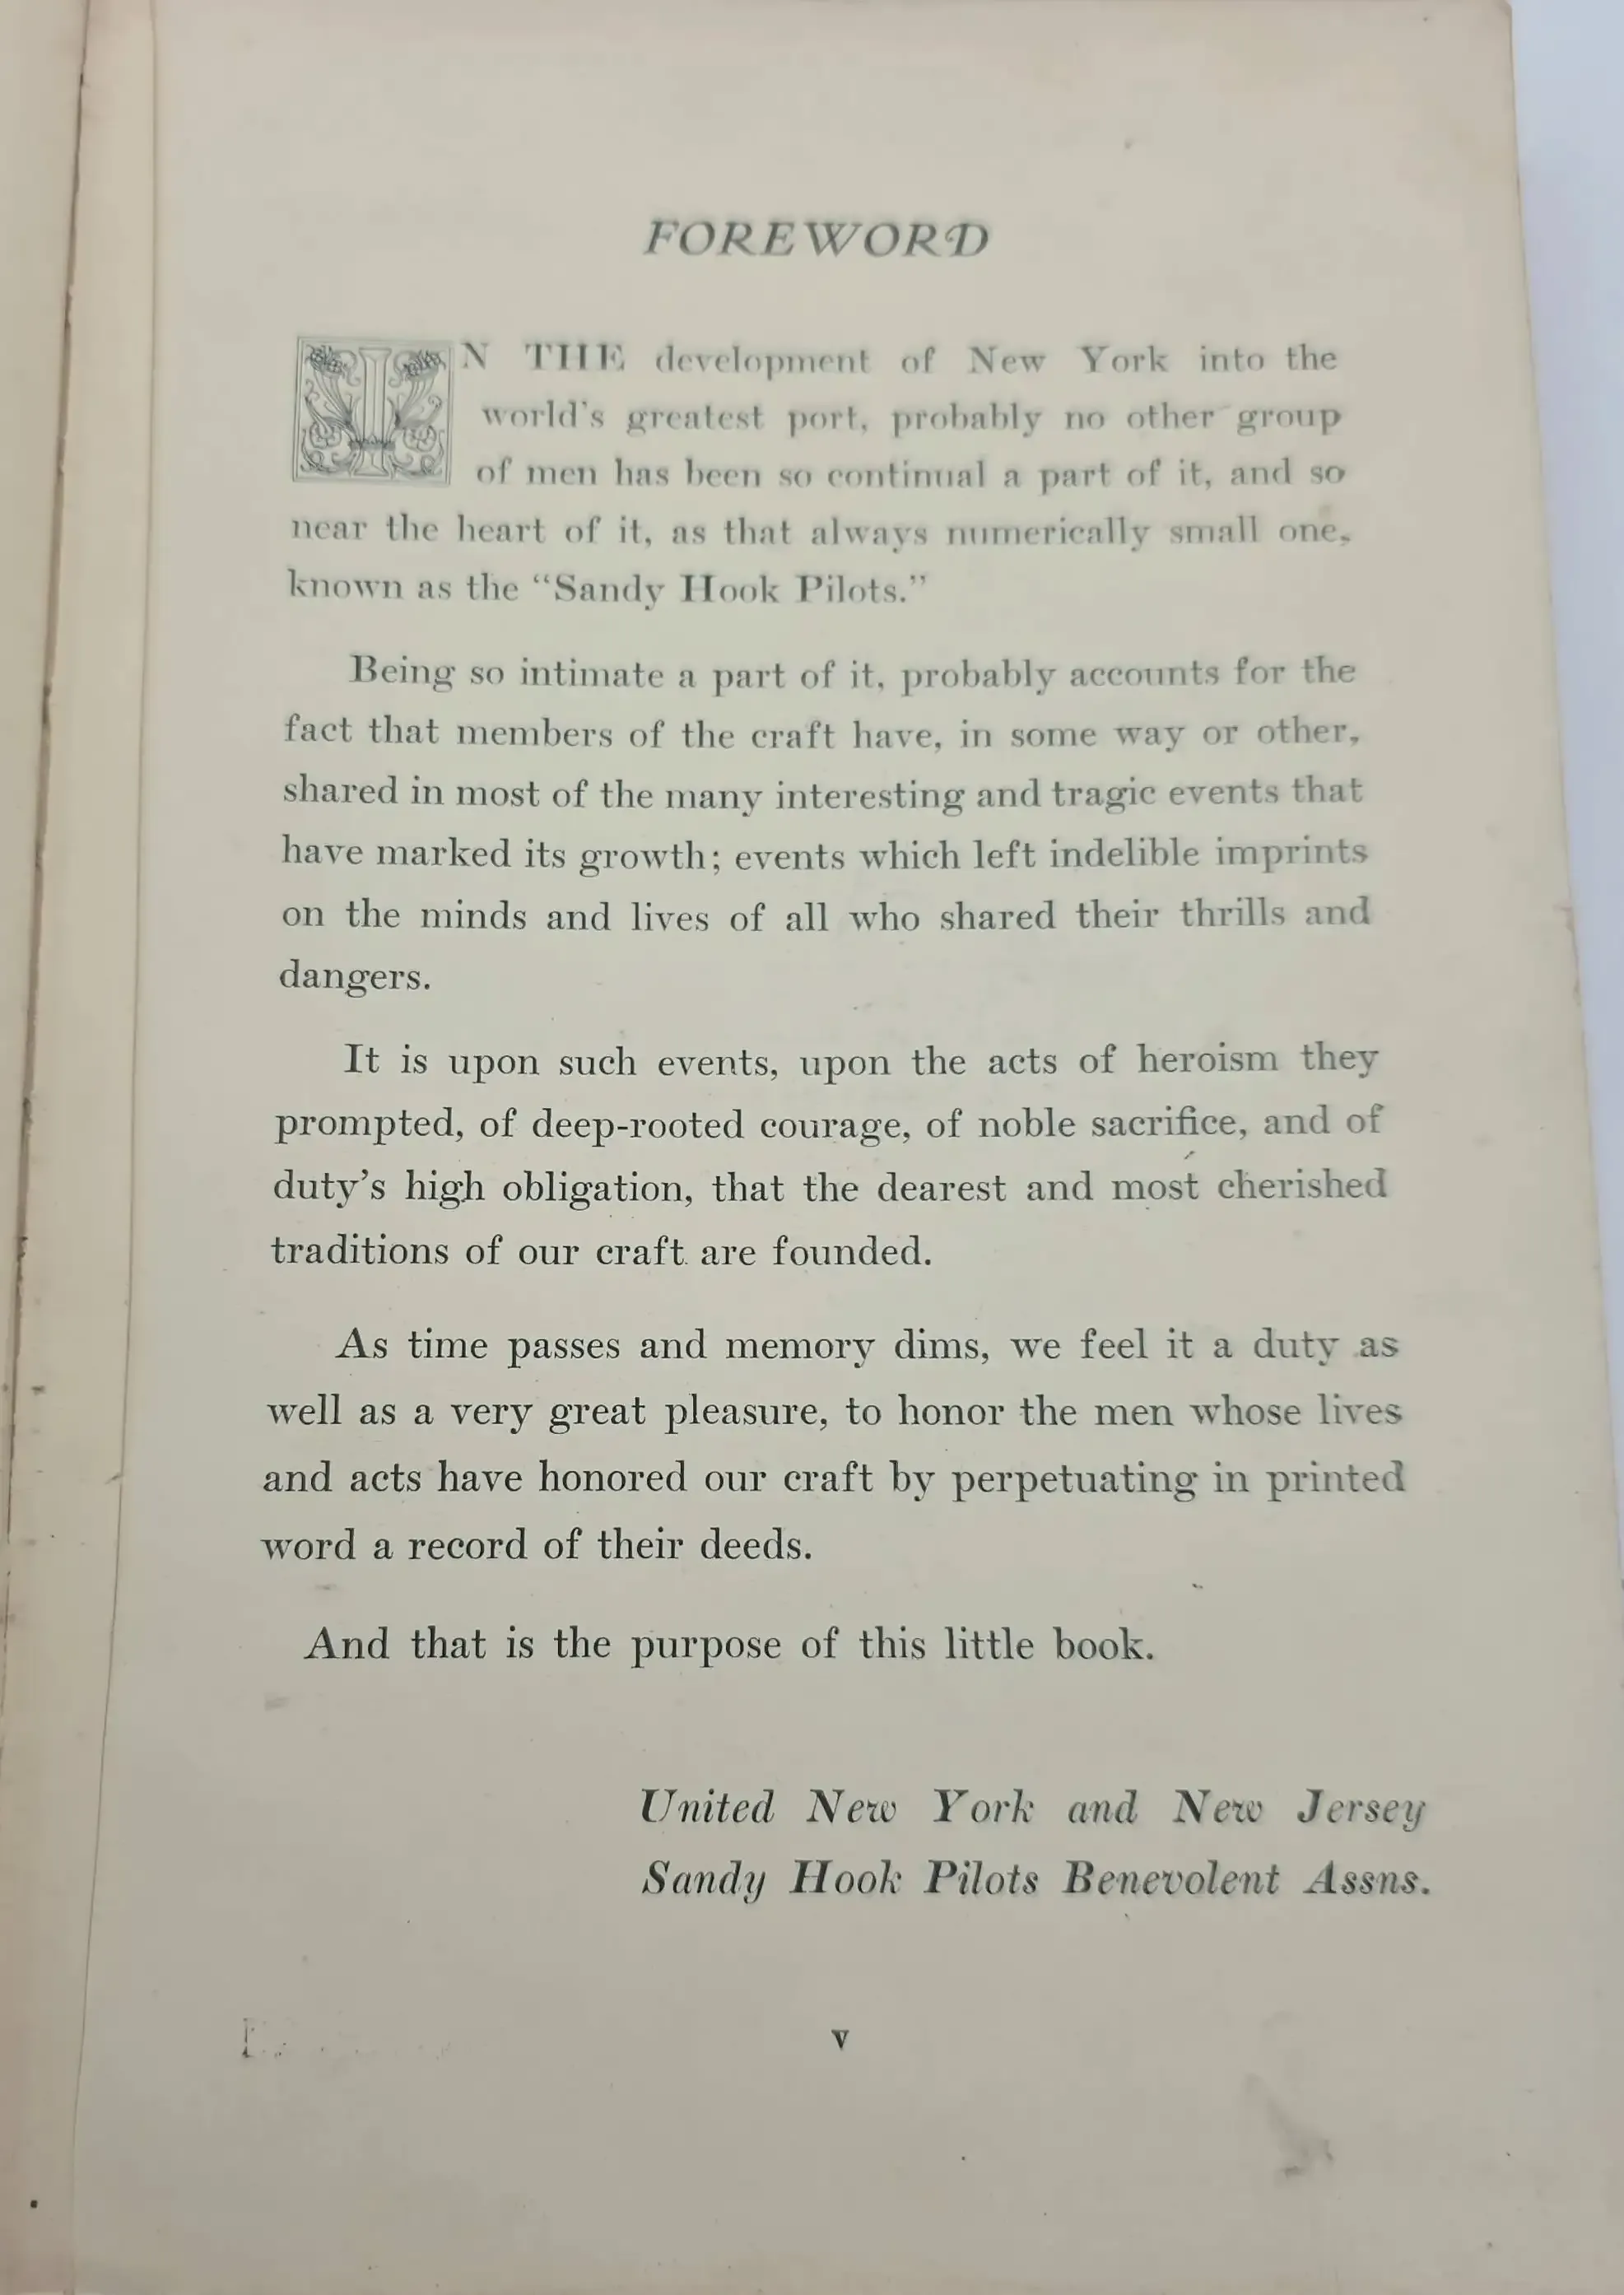 FOREWORD
IN THE development of New York into the
world's greatest port, probably no other group
of men has been so continual a part of it, and so
near the heart of it, as that always numerically small one,
known as the “Sandy Hook Pilots.”
Being so intimate a part of it, probably accounts for the
fact that members of the craft have, in some way or other,
shared in most of the many interesting and tragic events that
have marked its growth; events which left indelible imprints
on the minds and lives of all who shared their thrills and
dangers.
It is upon such events, upon the acts of heroism they
prompted, of deep-rooted courage, of noble sacrifice, and of
duty’s high obligation, that the dearest and most cherished
traditions of our craft are founded.
As time passes and memory dims, we feel it a duty as
well as a very great pleasure, to honor the men whose lives
and acts have honored our craft by perpetuating in printed
word a record of their deeds.
And that is the purpose of this little book.
United New York and New Jersey
Sandy Hook Pilots Benevolent Assns.
v